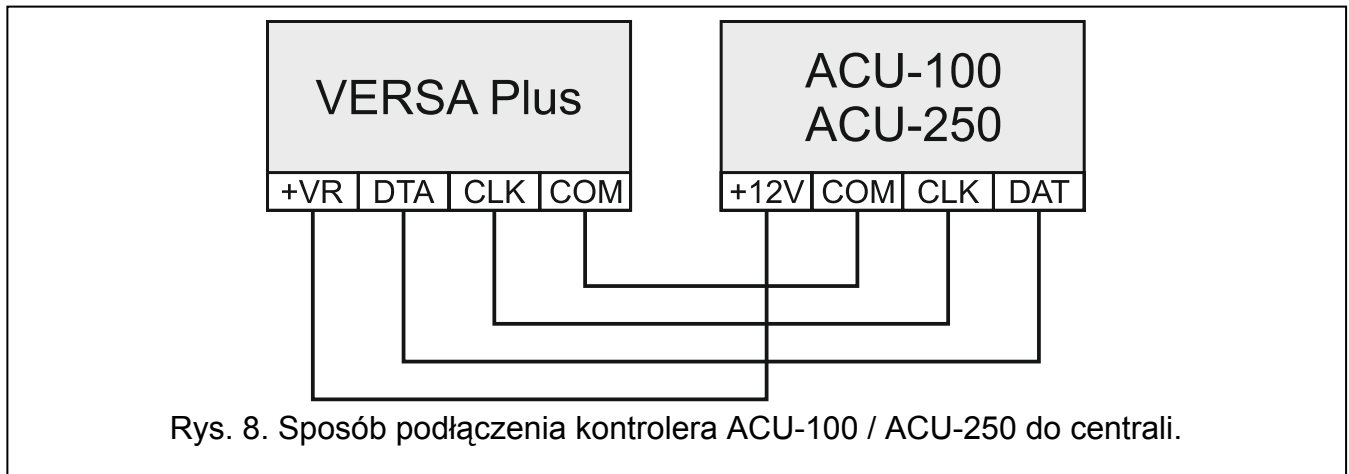 VERSA Plus
ACU-100
ACU-250
+VR DTA CLK COM
+12V COM CLK DAT
Rys. 8. Sposób podłączenia kontrolera ACU-100 / ACU-250 do centrali.